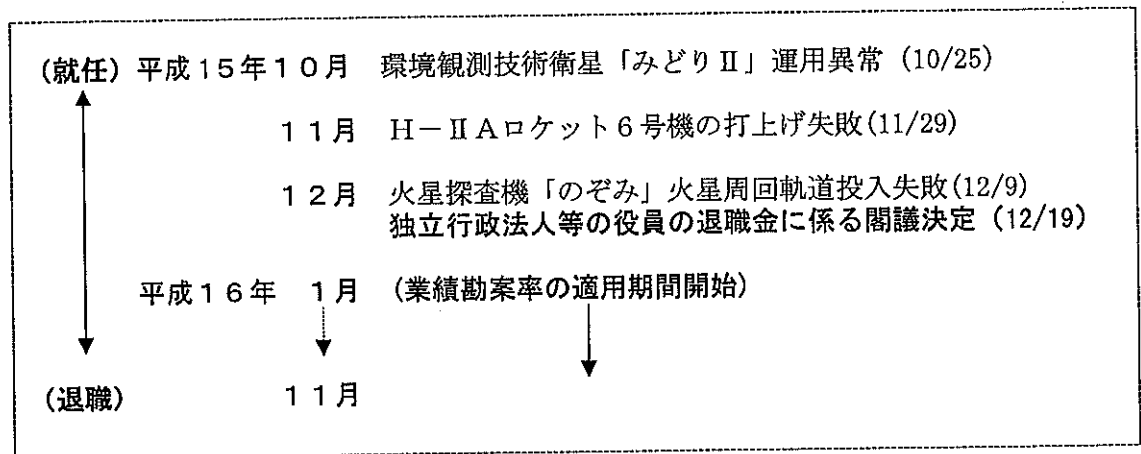 (就任) 平成15年10月 環境観測技術衛星「みどりⅡ」運用異常 (10/25)
11月 H-ⅡAロケット6号機の打上げ失敗(11/29)
12月 火星探査機「のぞみ」火星周回軌道投入失敗(12/9)
独立行政法人等の役員の退職金に係る閣議決定 (12/19)
平成16年 1月 (業績勘案率の適用期間開始)
(退職) 11月